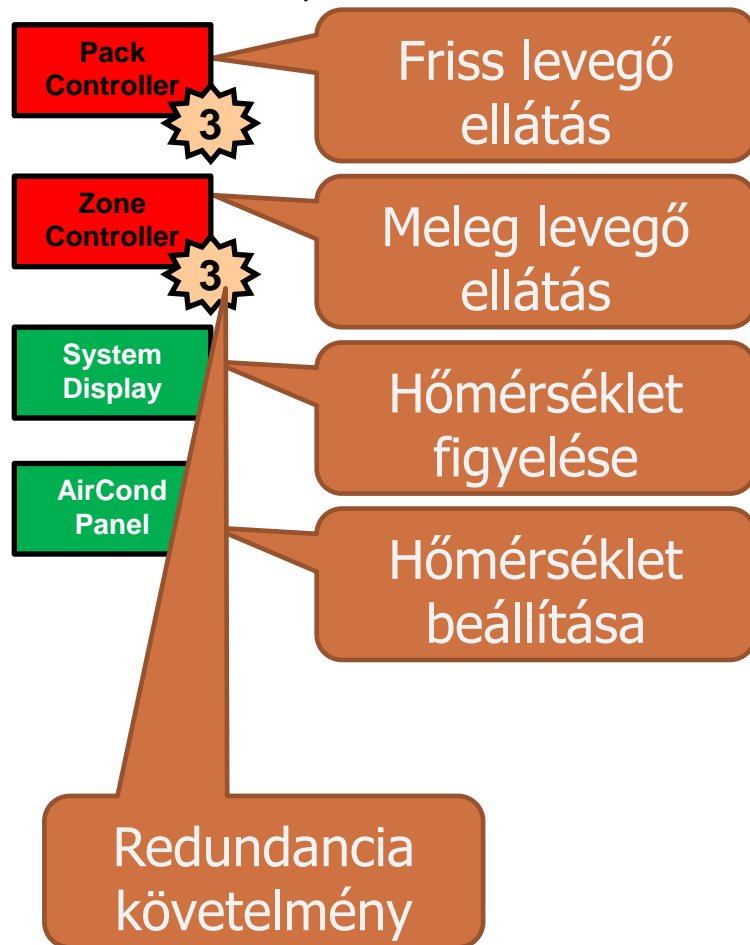 Pack
Controller
3
Friss levegő
ellátás
Zone
Controller
3
Meleg levegő
ellátás
System
Display
Hőmérséklet
figyelése
AirCond
Panel
Hőmérséklet
beállítása
Redundancia
követelmény